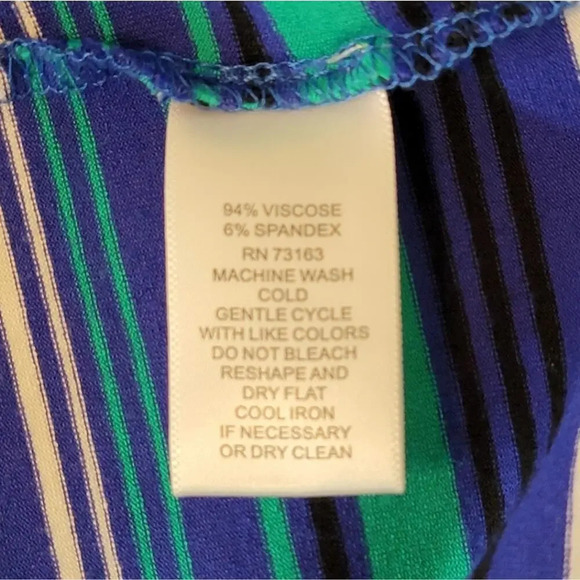 94% VISCOSE
6% SPANDEX
RN 73163
MACHINE WASH
COLD
GENTLE CYCLE
WITH LIKE COLORS
DO NOT BLEACH
RESHAPE AND
DRY FLAT
COOL IRON
IF NECESSARY
OR DRY CLEAN